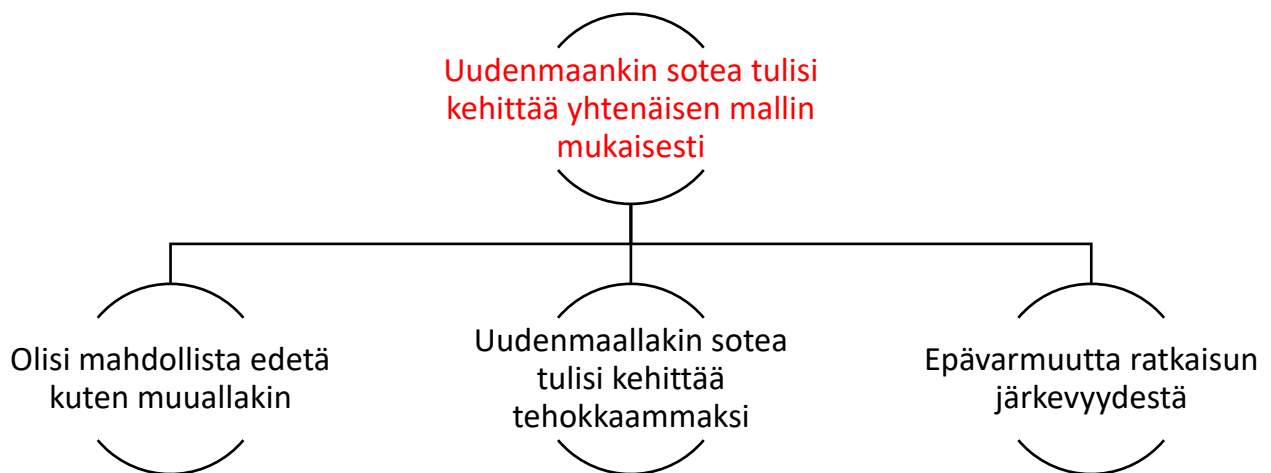 Uudenmaankin sotea tulisi
kehittää yhtenäisen mallin
mukaisesti
Olisi mahdollista edetä
kuten muuallakin
Uudenmaallakin sotea
tulisi kehittää
tehokkaammaksi
Epävarmuutta ratkaisun
järkevyydestä